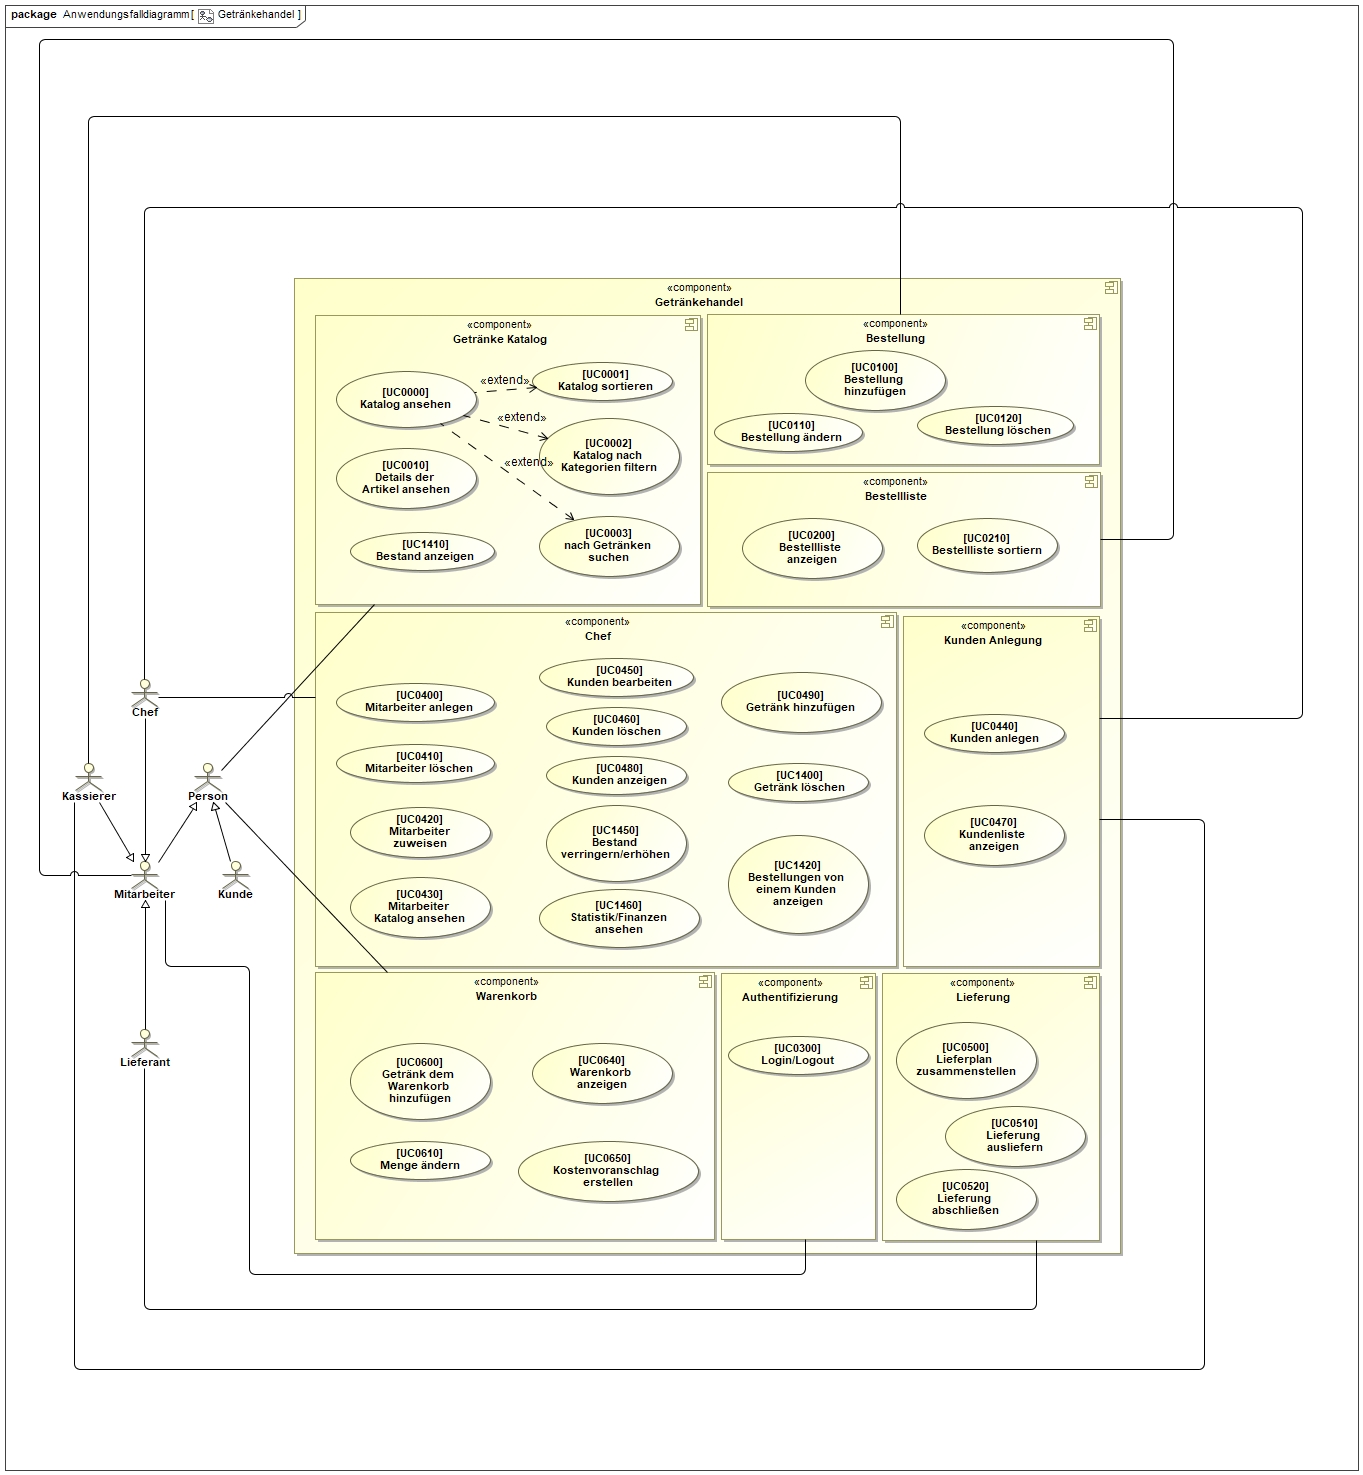 package Anwendungsfalldiagramm[ Getränkehandel ]
«component»
Getränkehandel
«component»
Getränke Katalog
[UC0000]
Katalog ansehen
«extend»
[UC0001]
Katalog sortieren
«extend»
[UC0002]
Katalog nach
Kategorien filtern
«extend»
[UC0010]
Details der
Artikel ansehen
[UC0003]
nach Getränken
suchen
[UC1410]
Bestand anzeigen
«component»
Bestellung
[UC0100]
Bestellung
hinzufügen
[UC0110]
Bestellung ändern
[UC0120]
Bestellung löschen
«component»
Bestellliste
[UC0200]
Bestellliste
anzeigen
[UC0210]
Bestellliste sortiern
«component»
Chef
[UC0400]
Mitarbeiter anlegen
[UC0410]
Mitarbeiter löschen
[UC0420]
Mitarbeiter
zuweisen
[UC0430]
Mitarbeiter
Katalog ansehen
[UC0450]
Kunden bearbeiten
[UC0460]
Kunden löschen
[UC0480]
Kunden anzeigen
[UC1450]
Bestand
verringern/erhöhen
[UC1460]
Statistik/Finanzen
ansehen
[UC0490]
Getränk hinzufügen
[UC1400]
Getränk löschen
[UC1420]
Bestellungen von
einem Kunden
anzeigen
«component»
Kunden Anlegung
[UC0440]
Kunden anlegen
[UC0470]
Kundenliste
anzeigen
Chef
Kassierer
Person
Mitarbeiter
Kunde
Lieferant
«component»
Warenkorb
[UC0600]
Getränk dem
Warenkorb
hinzufügen
[UC0640]
Warenkorb
anzeigen
[UC0610]
Menge ändern
[UC0650]
Kostenvoranschlag
erstellen
«component»
Authentifizierung
[UC0300]
Login/Logout
«component»
Lieferung
[UC0500]
Lieferplan
zusammenstellen
[UC0510]
Lieferung
ausliefern
[UC0520]
Lieferung
abschließen